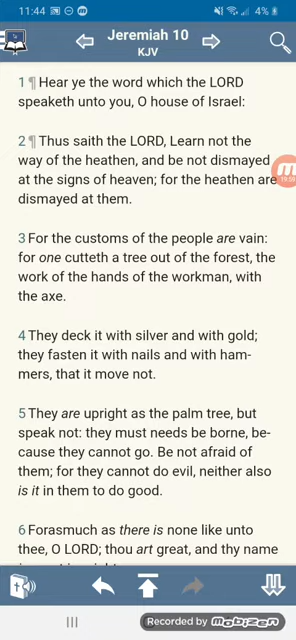 11:44
4%
Jeremiah 10
KJV
1 ¶ Hear ye the word which the LORD
speaketh unto you, O house of Israel:
2 ¶ Thus saith the LORD, Learn not the
way of the heathen, and be not dismayed
at the signs of heaven; for the heathen are
dismayed at them.
3 For the customs of the people are vain:
for one cutteth a tree out of the forest, the
work of the hands of the workman, with
the axe.
4 They deck it with silver and with gold;
they fasten it with nails and with ham-
mers, that it move not.
5 They are upright as the palm tree, but
speak not: they must needs be borne, be-
cause they cannot go. Be not afraid of
them; for they cannot do evil, neither also
is it in them to do good.
6 Forasmuch as there is none like unto
thee, O LORD; thou art great, and thy name
Recorded by mobizen